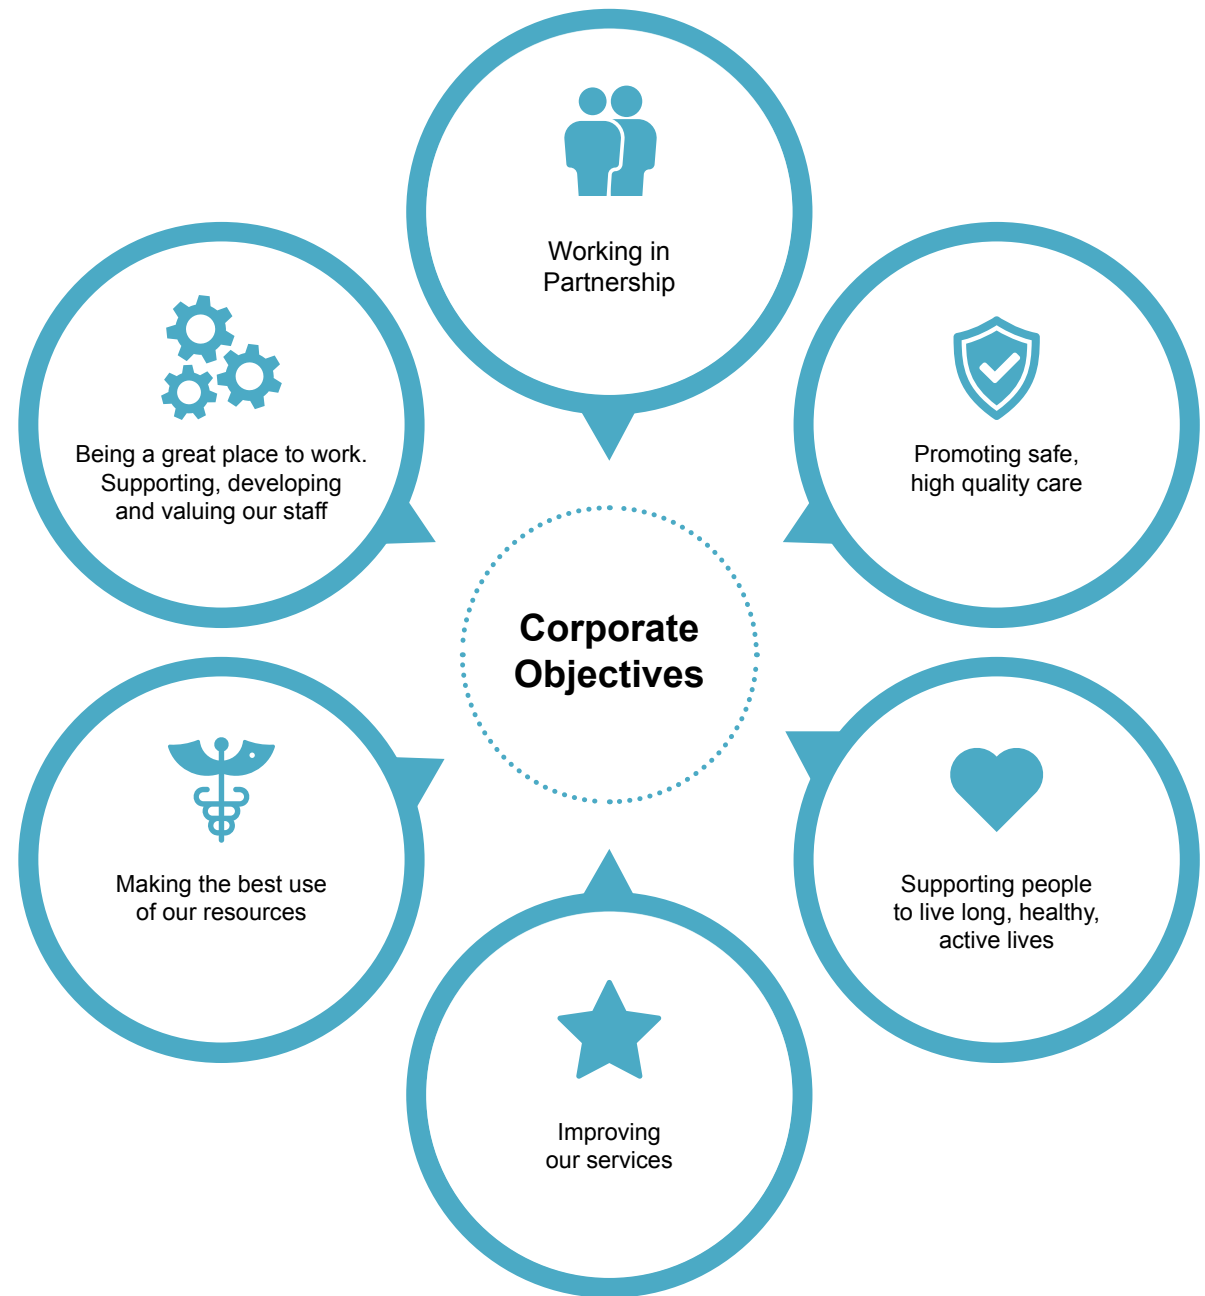 Working in
Partnership
Promoting safe,
high quality care
Supporting people
to live long, healthy,
active lives
Improving
our services
Making the best use
of our resources
Being a great place to work.
Supporting, developing
and valuing our staff
Corporate
Objectives